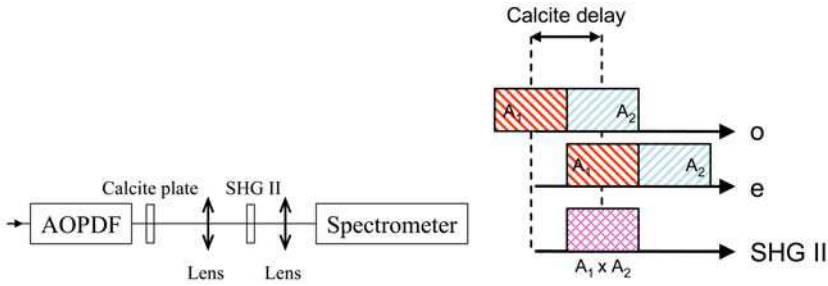 Calcite plate
SHG II
AOPDF
Spectrometer
Lens
Lens
Calcite delay
A₁
A₂
o
A₁
A₂
e
SHG II
A₁ x A₂